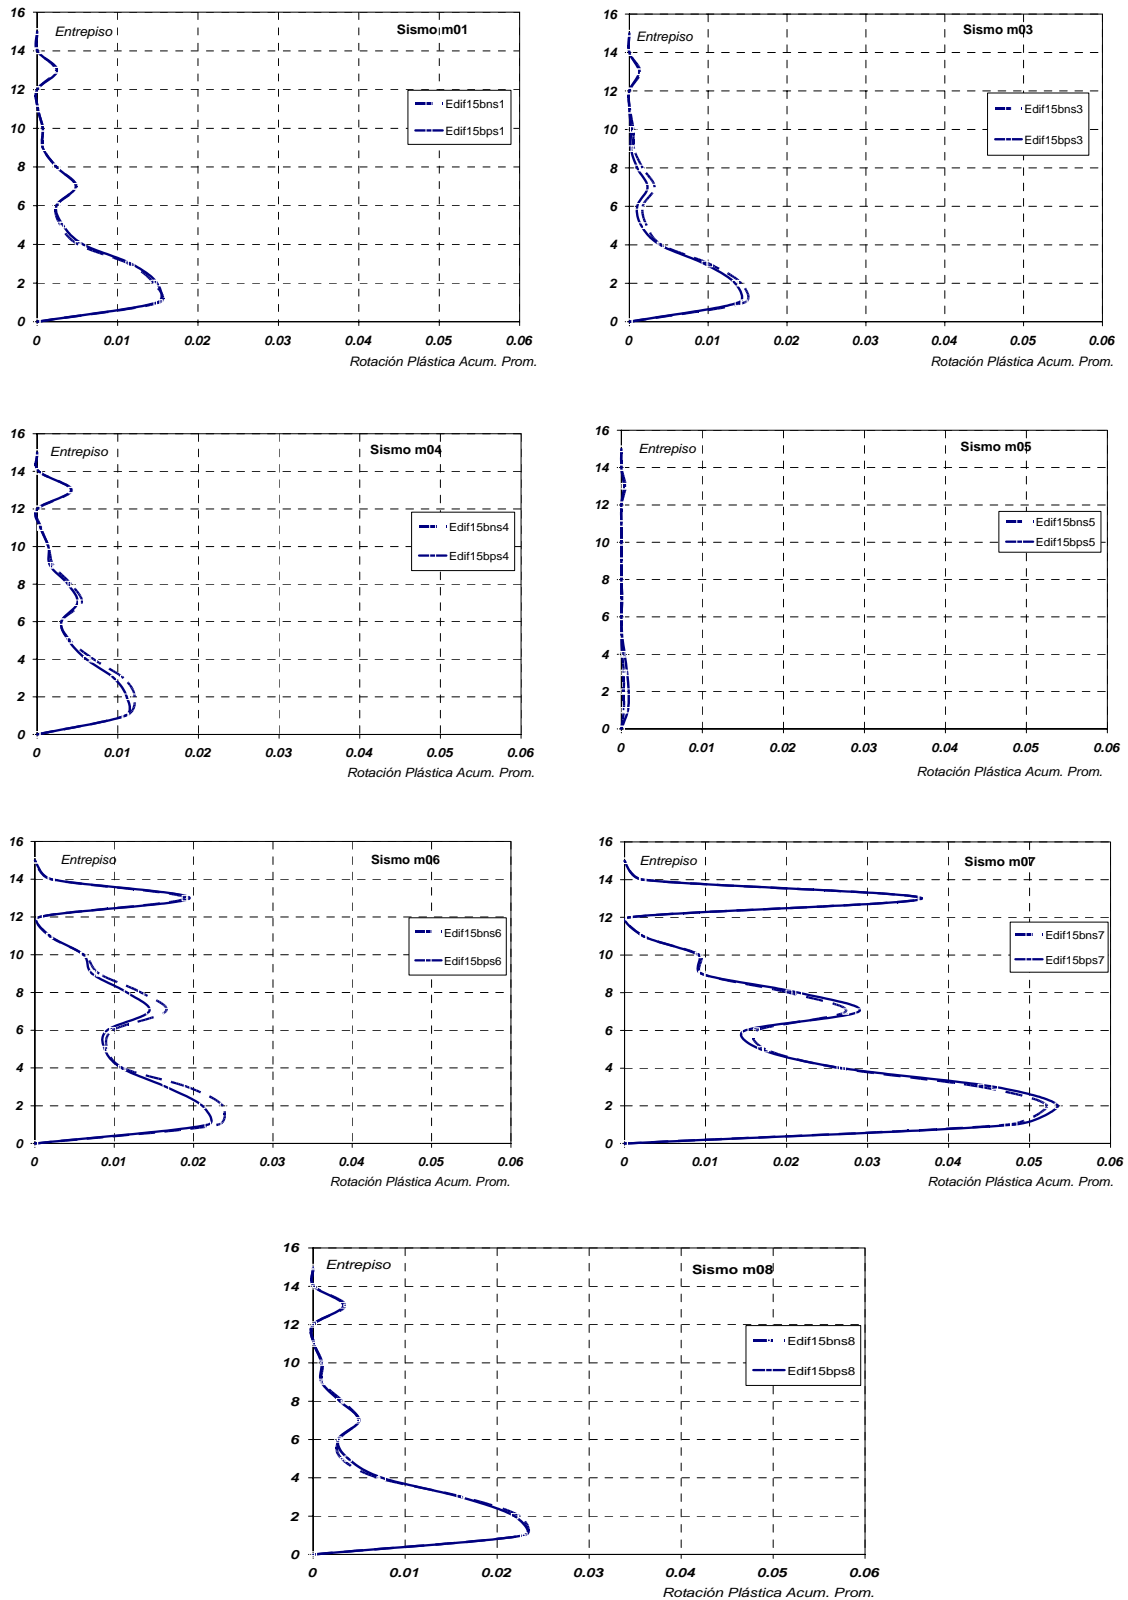 Entrepiso
Sismo m01
16
14
12
10
8
6
4
2
0
Edif15bns1
Edif15bps1
0 0.01 0.02 0.03 0.04 0.05 0.06
Rotación Plástica Acum. Prom.
Entrepiso
Sismo m03
16
14
12
10
8
6
4
2
0
Edif15bns3
Edif15bps3
0 0.01 0.02 0.03 0.04 0.05 0.06
Rotación Plástica Acum. Prom.
Entrepiso
Sismo m04
16
14
12
10
8
6
4
2
0
Edif15bns4
Edif15bps4
0 0.01 0.02 0.03 0.04 0.05 0.06
Rotación Plástica Acum. Prom.
Entrepiso
Sismo m05
16
14
12
10
8
6
4
2
0
Edif15bns5
Edif15bps5
0 0.01 0.02 0.03 0.04 0.05 0.06
Rotación Plástica Acum. Prom.
Entrepiso
Sismo m06
16
14
12
10
8
6
4
2
0
Edif15bns6
Edif15bps6
0 0.01 0.02 0.03 0.04 0.05 0.06
Rotación Plástica Acum. Prom.
Entrepiso
Sismo m07
16
14
12
10
8
6
4
2
0
Edif15bns7
Edif15bps7
0 0.01 0.02 0.03 0.04 0.05 0.06
Rotación Plástica Acum. Prom.
Entrepiso
Sismo m08
16
14
12
10
8
6
4
2
0
Edif15bns8
Edif15bps8
0 0.01 0.02 0.03 0.04 0.05 0.06
Rotación Plástica Acum. Prom.